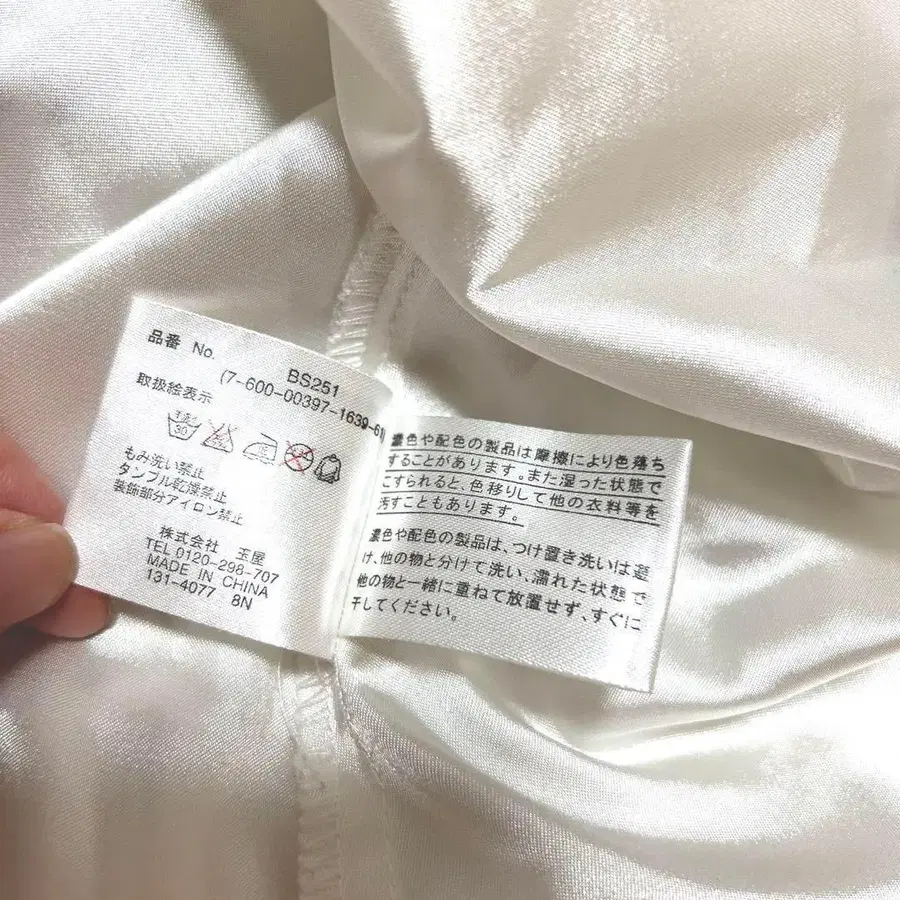 品番 No.
BS251
(7-600-00397-1639-61)
取扱絵表示
手洗イ
30
もみ洗い禁止
タンブル乾燥禁止
装飾部分アイロン禁止
株式会社 玉屋
TEL 0120-298-707
MADE IN CHINA
131-4077 8N
濃色や配色の製品は摩擦により色落ち
することがあります。また湿った状態で
こすられると、色移りして他の衣料等を
汚すこともあります。
濃色や配色の製品は、つけ置き洗いは避
け、他の物と分けて洗い、濡れた状態で
他の物と一緒に重ねて放置せず、すぐに
干してください。